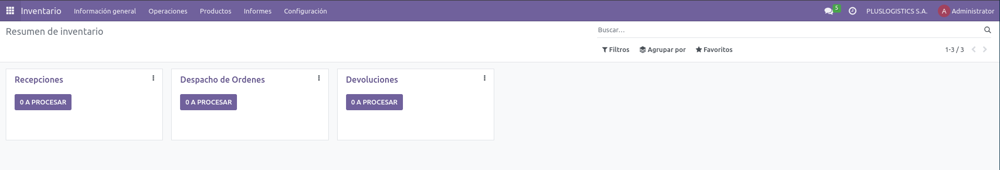 Inventario Información general Operaciones Productos Informes Configuración 5 PLUSLOGISTICS S.A. A Administrator
Resumen de inventario
Buscar...
Filtros Agrupar por Favoritos 1-3 / 3
Recepciones Despacho de Ordenes Devoluciones
0 A PROCESAR 0 A PROCESAR 0 A PROCESAR